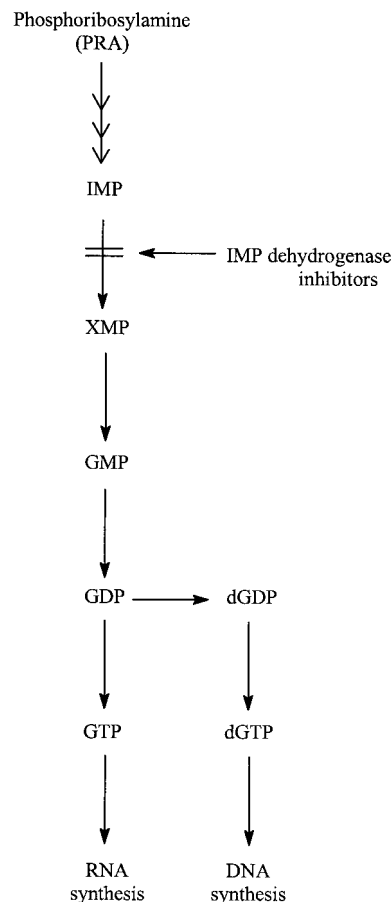 Phosphoribosylamine
(PRA)
IMP
IMP dehydrogenase
inhibitors
XMP
GMP
GDP
dGDP
GTP
dGTP
RNA
synthesis
DNA
synthesis